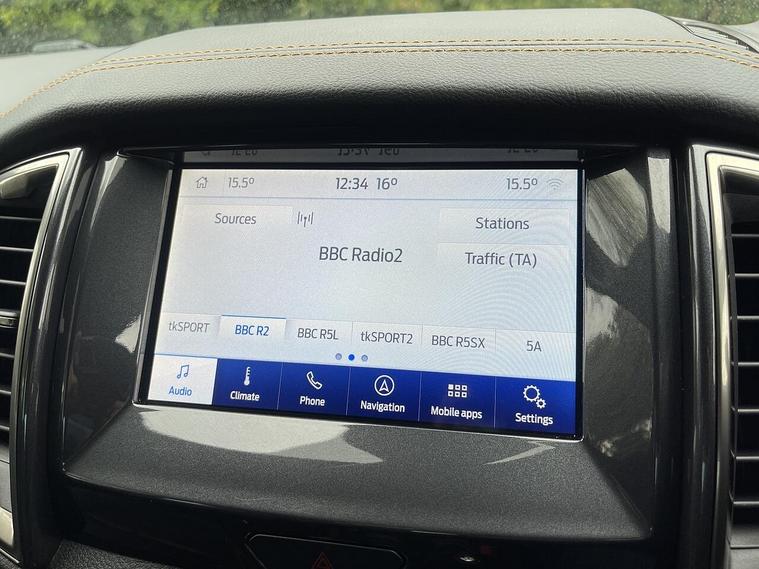 15.5° 12:34 16° 15.5°
Sources
Stations
BBC Radio2
Traffic (TA)
tkSPORT BBC R2 BBC R5L tkSPORT2 BBC R5SX 5A
Audio Climate Phone Navigation Mobile apps Settings